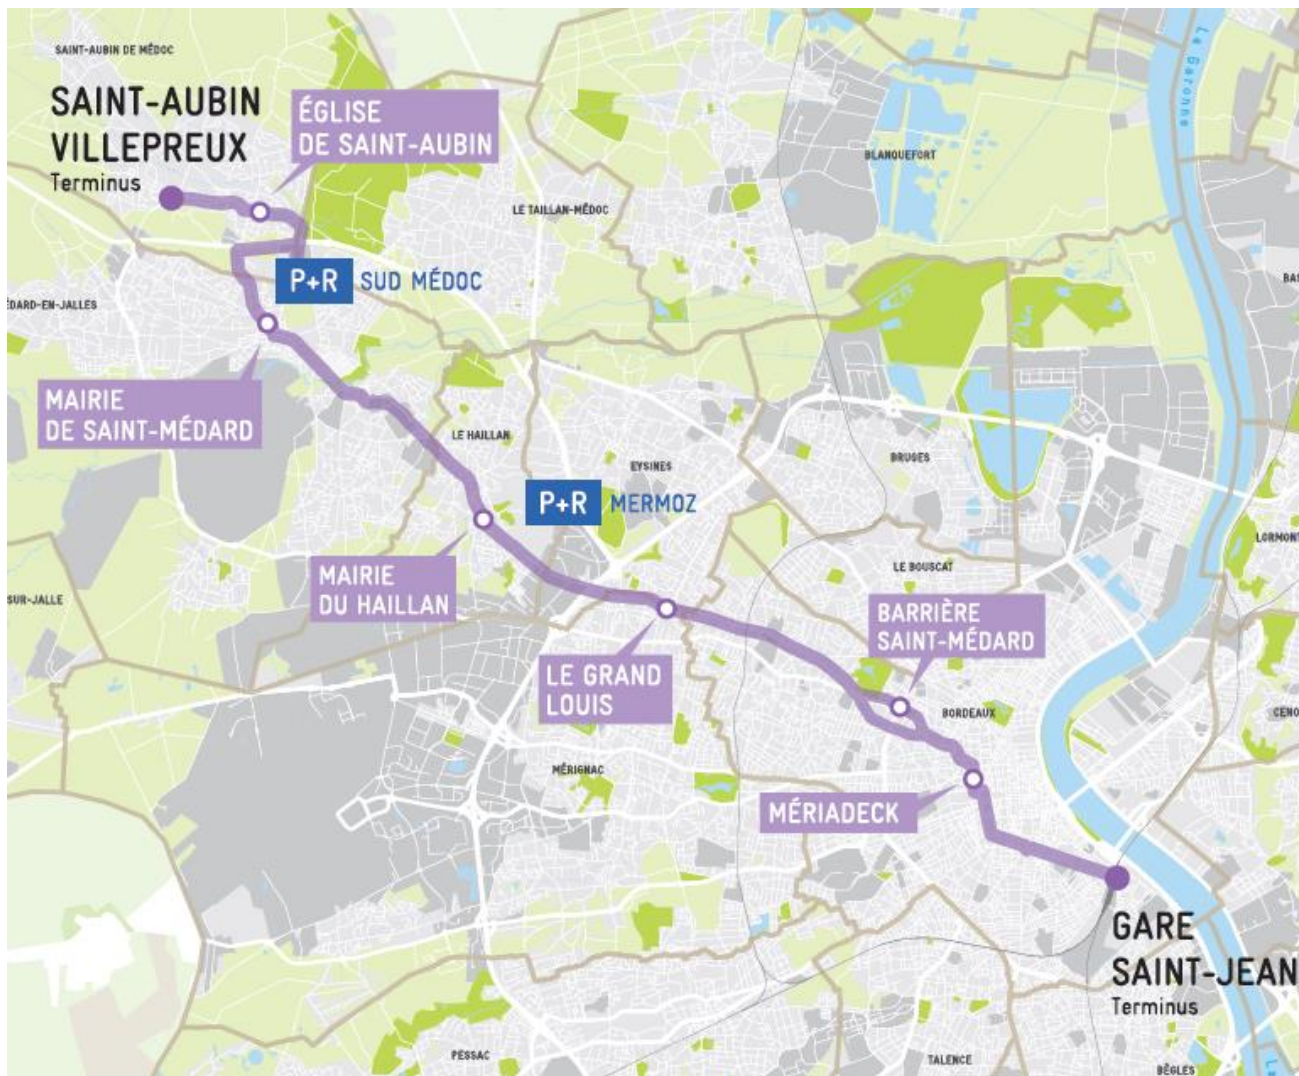 SAINT-AUBIN DE MÉDOC
SAINT-AUBIN
VILLEPREUX
Terminus
ÉGLISE
DE SAINT-AUBIN
La Garonne
BLANQUEFORT
LE TAILLAN-MÉDOC
P+R SUD MÉDOC
BAS
ÉDARD-EN-JALLES
MAIRIE
DE SAINT-MÉDARD
LE HAILLAN
EYSINES
BRUGES
P+R MERMOZ
LORMONT
LE BOUSCAT
MAIRIE
DU HAILLAN
SUR-JALLE
BARRIÈRE
SAINT-MÉDARD
LE GRAND
LOUIS
BORDEAUX
CENO
MÉRIGNAC
MÉRIADECK
GARE
SAINT-JEAN
Terminus
PESSAC
TALENCE
BÈGLES
La